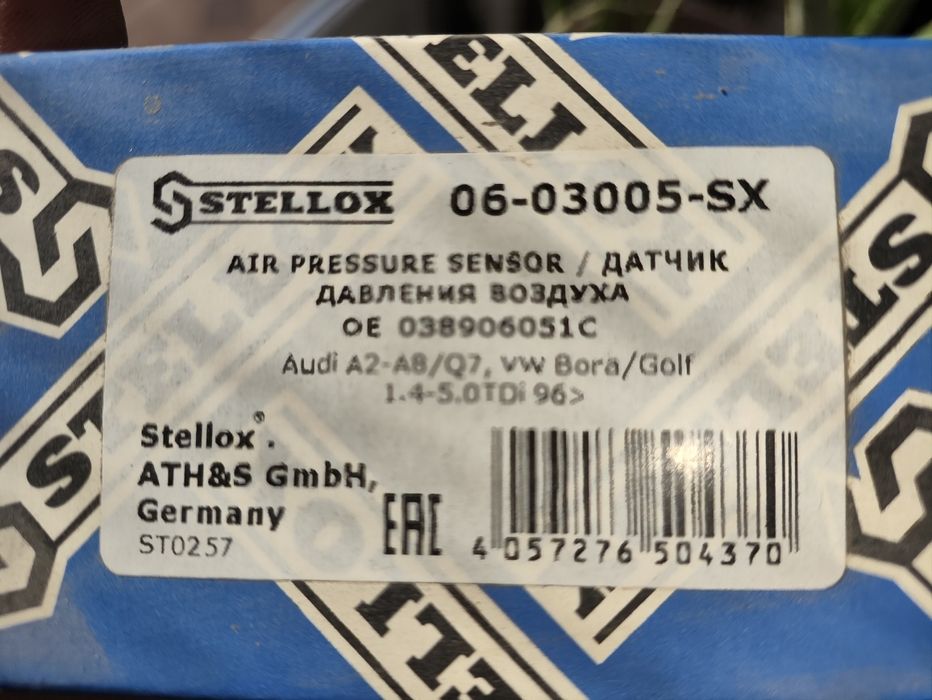 STELLOX 06-03005-SX
AIR PRESSURE SENSOR / ДАТЧИК
ДАВЛЕНИЯ ВОЗДУХА
OE 038906051C
Audi A2-A8/Q7, VW Bora/Golf
1.4-5.0TDi 96>
Stellox®.
ATH&S GmbH,
Germany
ST0257
EAC
4 057276 504370